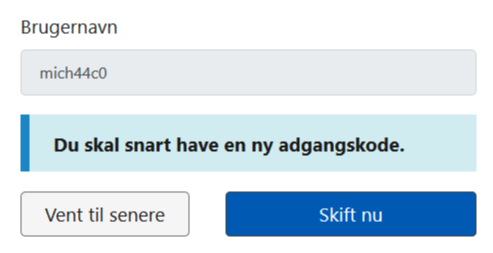 Brugernavn
mich44c0
Du skal snart have en ny adgangskode.
Vent til senere
Skift nu